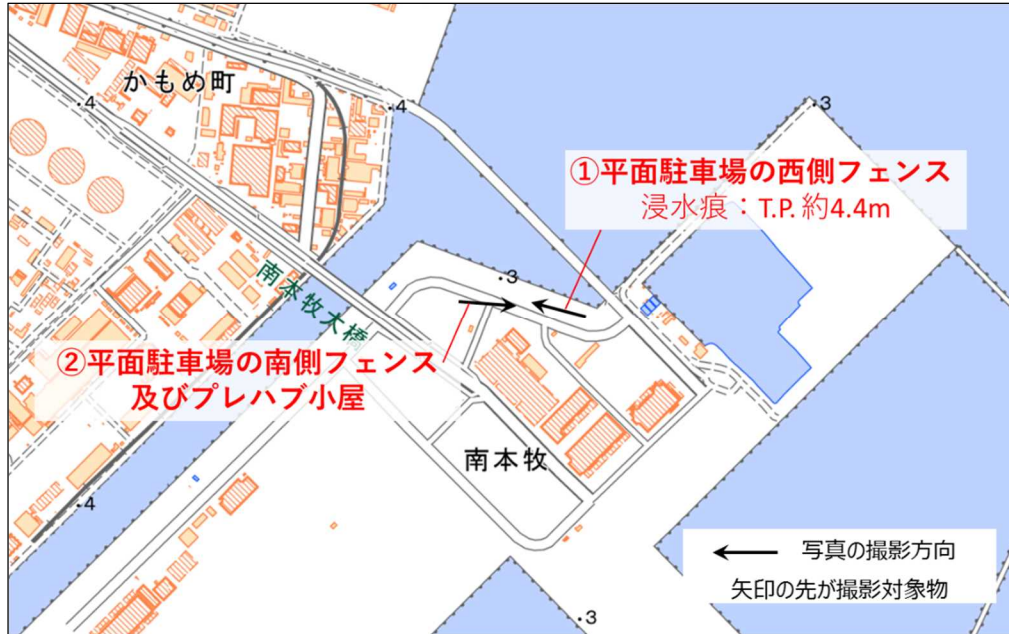 かもめ町
・4
・4
・3
①平面駐車場の西側フェンス
浸水痕：T.P. 約4.4m
・3
南本牧大橋
②平面駐車場の南側フェンス
及びプレハブ小屋
南本牧
・4
写真の撮影方向
矢印の先が撮影対象物
・3